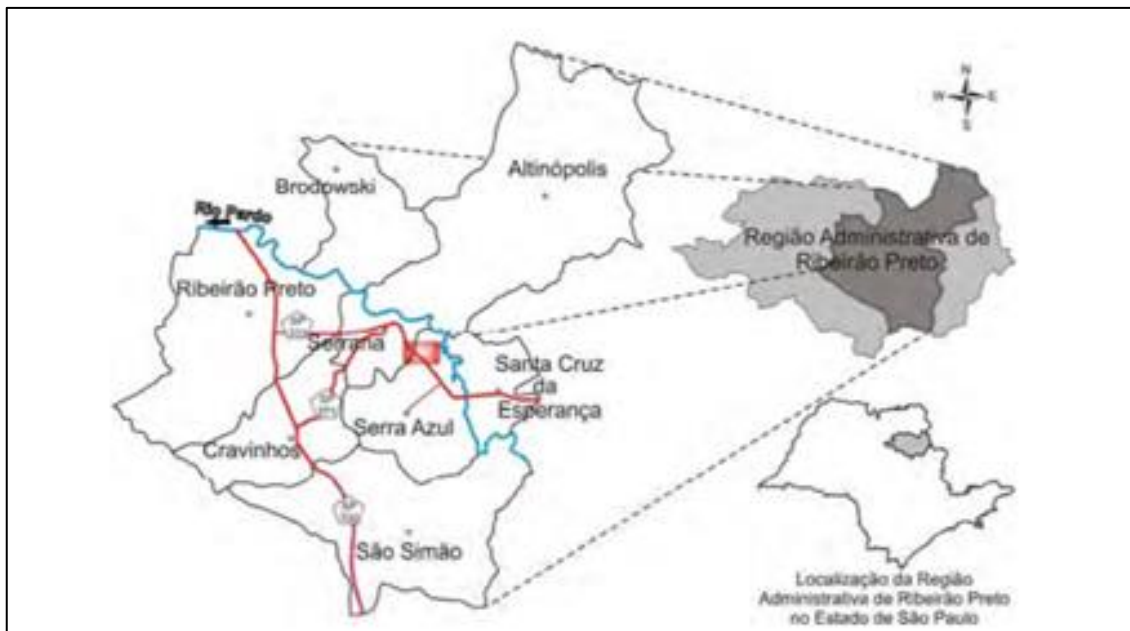 N
W E
S
Altinópolis
Brodowski
Rio Pardo
Região Administrativa de
Ribeirão Preto
Ribeirão Preto
Serrana
Santa Cruz
da
Esperança
Serra Azul
Cravinhos
São Simão
Localização da Região
Administrativa de Ribeirão Preto
no Estado de São Paulo